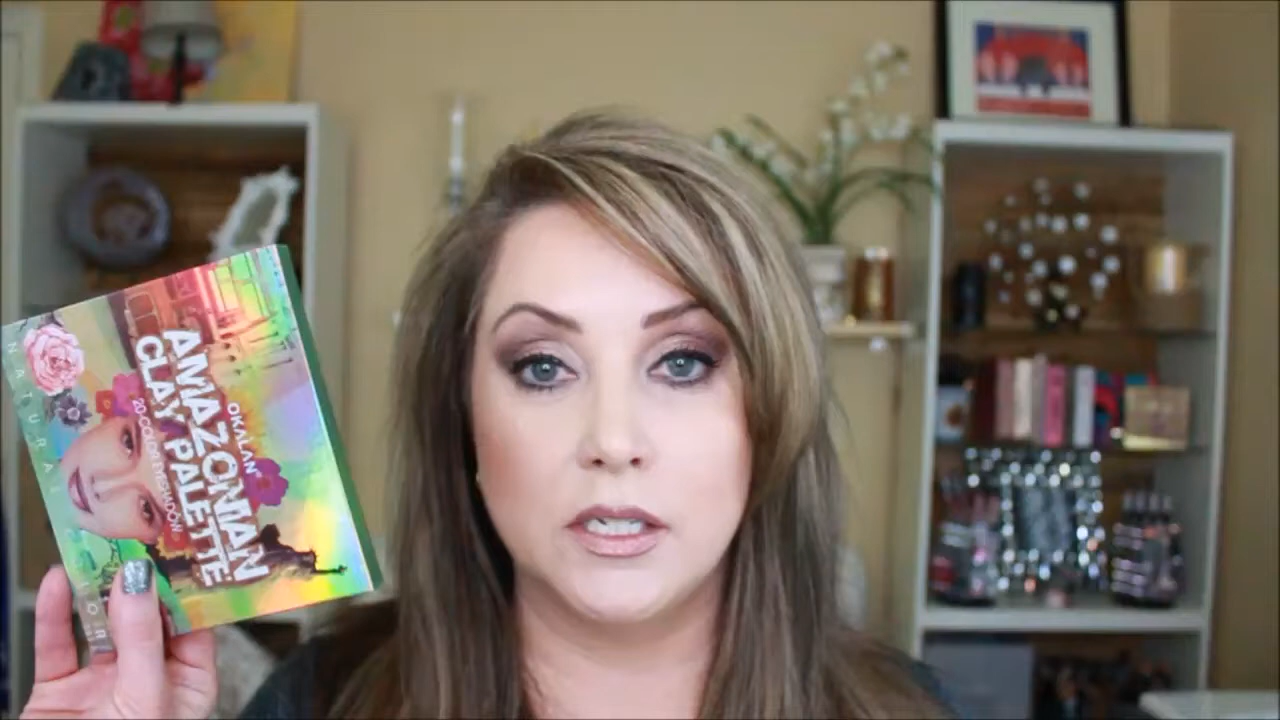 OKALAN
AMAZONIAN
CLAY PALETTE
20 COLOR EYESHADOW
NATURAL